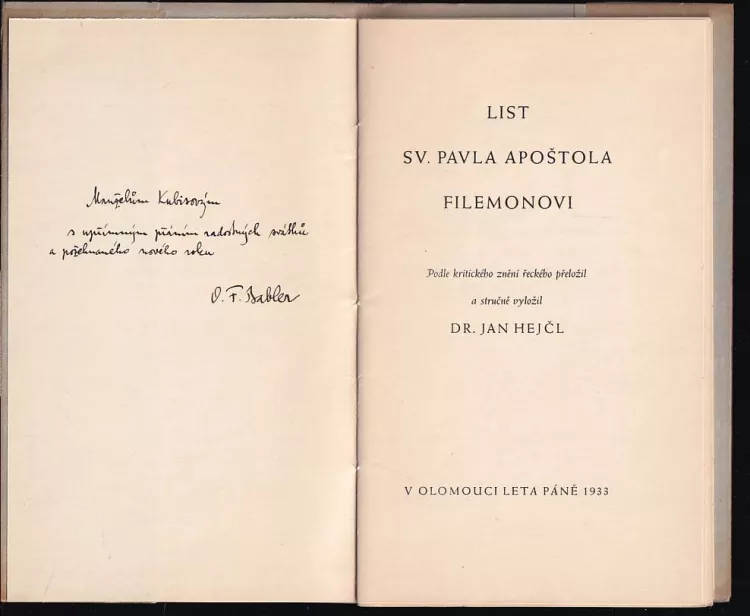 Manželům Kubisovým
s upřímným přáním radostných svátků
a požehnaného nového roku
O. F. Babler
LIST
SV. PAVLA APOŠTOLA
FILEMONOVI
Podle kritického znění řeckého přeložil
a stručně vyložil
DR. JAN HEJČL
V OLOMOUCI LETA PÁNĚ 1933